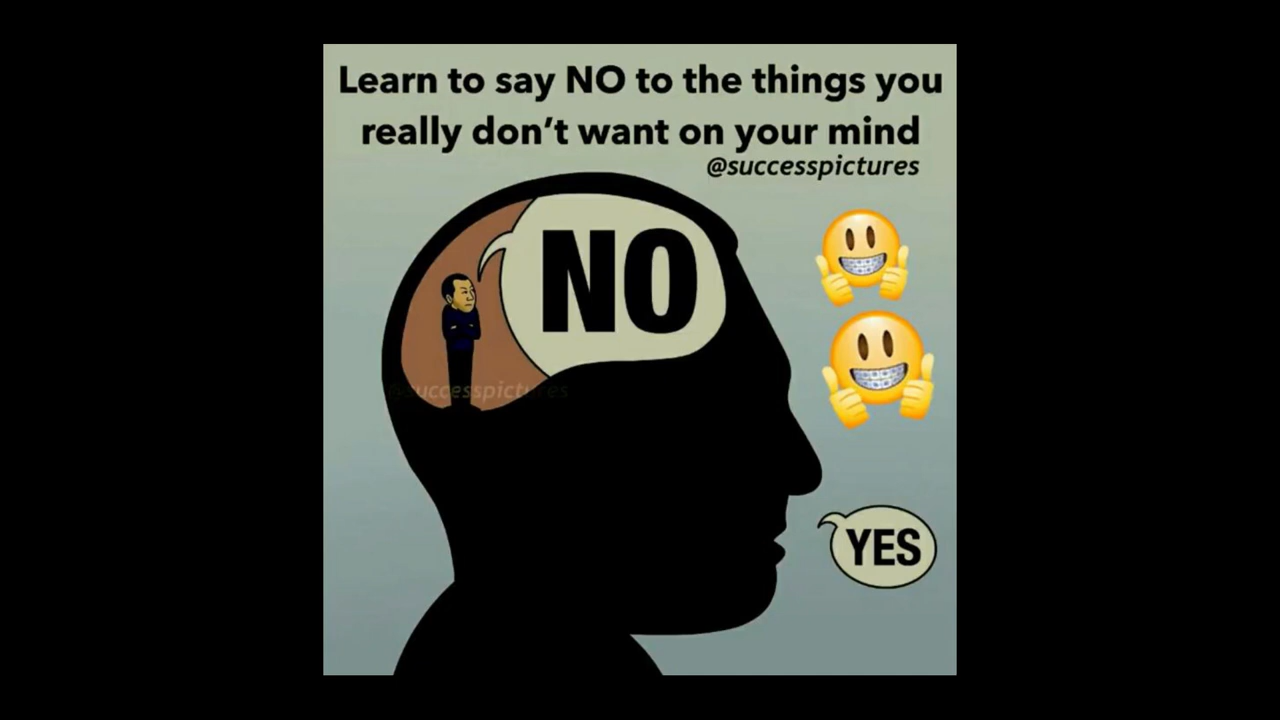 Learn to say NO to the things you
really don't want on your mind
@successpictures
NO
@successpictures
YES